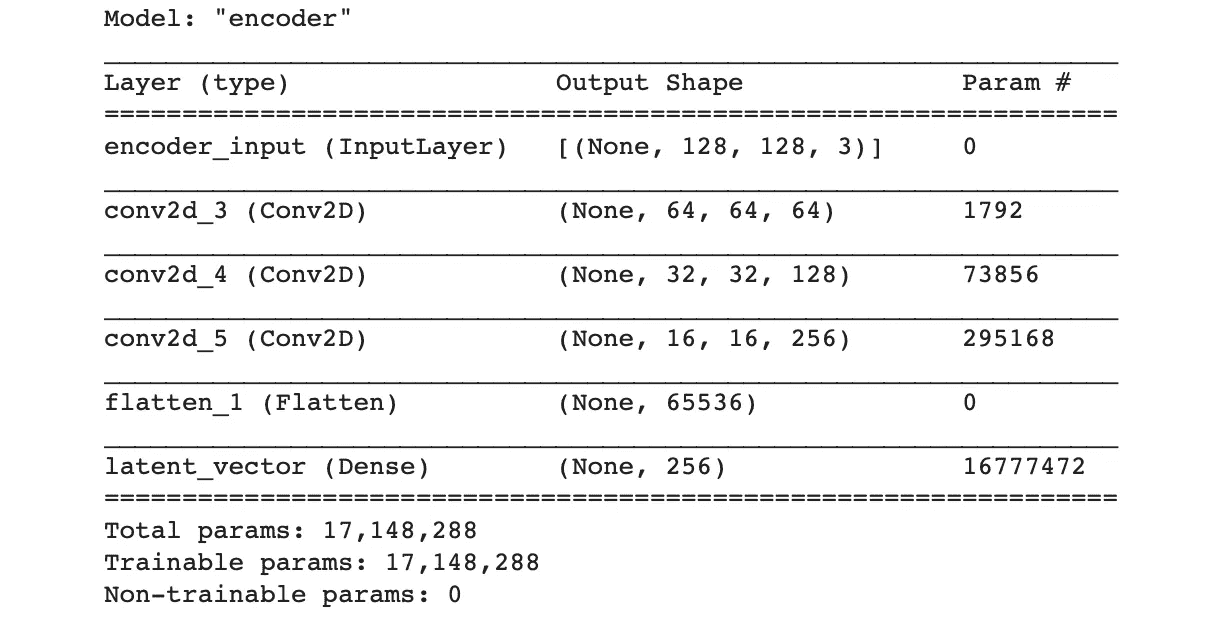 Model: "encoder"
Layer (type) Output Shape Param #
=================================================================
encoder_input (InputLayer) [(None, 128, 128, 3)] 0
conv2d_3 (Conv2D) (None, 64, 64, 64) 1792
conv2d_4 (Conv2D) (None, 32, 32, 128) 73856
conv2d_5 (Conv2D) (None, 16, 16, 256) 295168
flatten_1 (Flatten) (None, 65536) 0
latent_vector (Dense) (None, 256) 16777472
=================================================================
Total params: 17,148,288
Trainable params: 17,148,288
Non-trainable params: 0